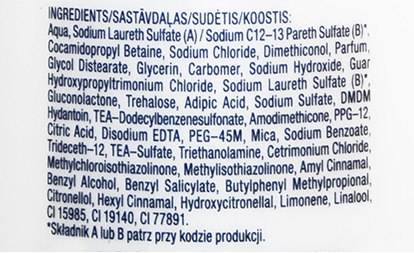 INGREDIENTS/SASTĀVDAĻAS/SUDĖTIS/KOOSTIS:
Aqua, Sodium Laureth Sulfate (A) / Sodium C12-13 Pareth Sulfate (B)*,
Cocamidopropyl Betaine, Sodium Chloride, Dimethiconol, Parfum,
Glycol Distearate, Glycerin, Carbomer, Sodium Hydroxide, Guar
Hydroxypropyltrimonium Chloride, Sodium Laureth Sulfate (B)*,
Gluconolactone, Trehalose, Adipic Acid, Sodium Sulfate, DMDM
Hydantoin, TEA-Dodecylbenzenesulfonate, Amodimethicone, PPG-12,
Citric Acid, Disodium EDTA, PEG-45M, Mica, Sodium Benzoate,
Trideceth-12, TEA-Sulfate, Triethanolamine, Cetrimonium Chloride,
Methylchloroisothiazolinone, Methylisothiazolinone, Amyl Cinnamal,
Benzyl Alcohol, Benzyl Salicylate, Butylphenyl Methylpropional,
Citronellol, Hexyl Cinnamal, Hydroxycitronellal, Limonene, Linalool,
CI 15985, CI 19140, CI 77891.
*Składnik A lub B patrz przy kodzie produkcji.